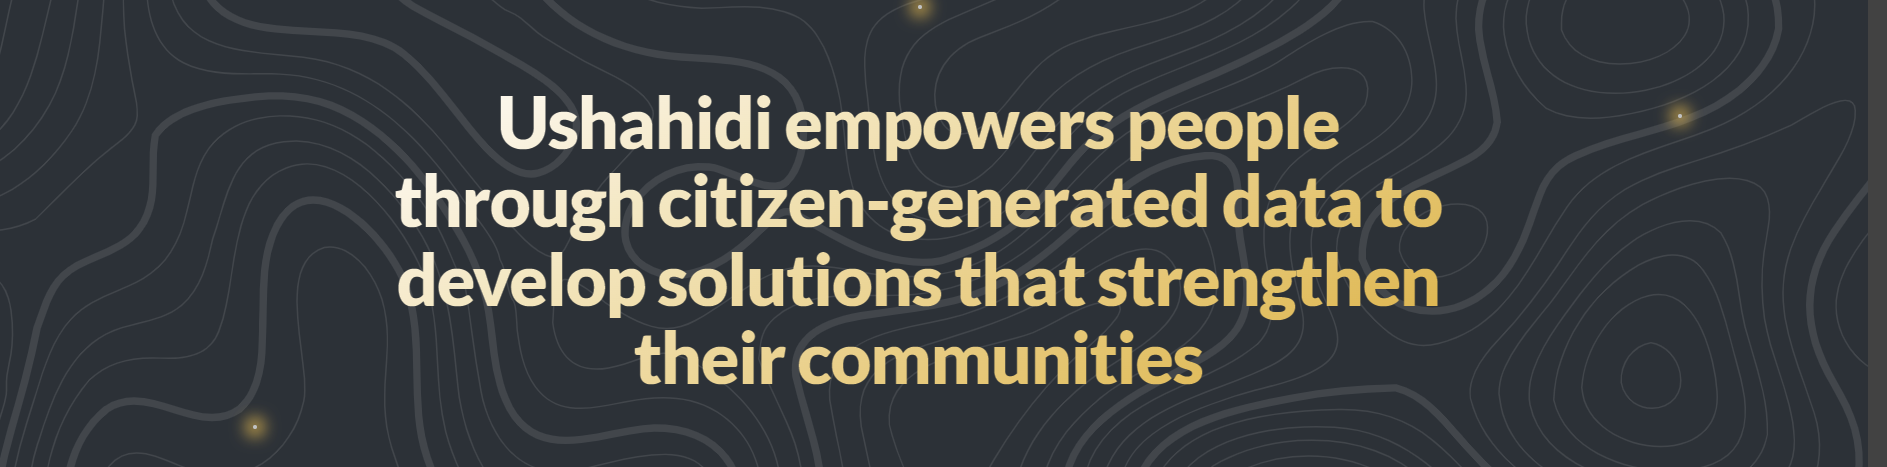 Ushahidi empowers people
through citizen-generated data to
develop solutions that strengthen
their communities